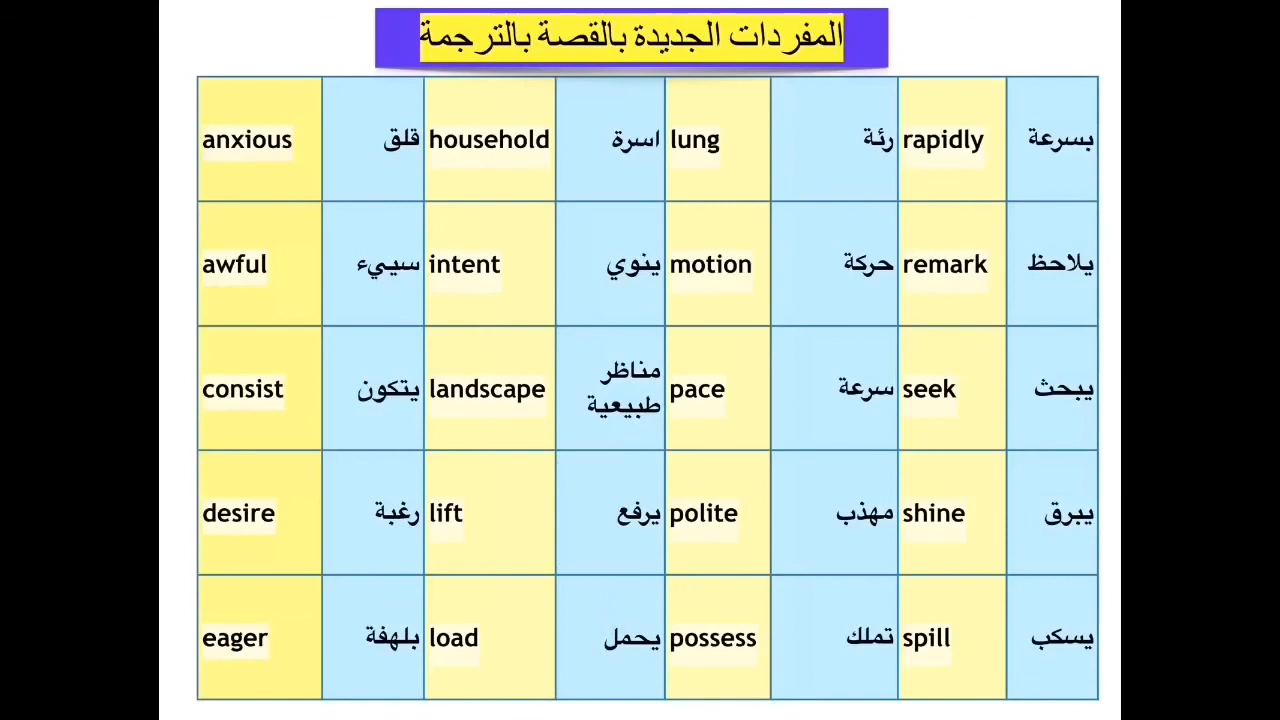 المفردات الجديدة بالقصة بالترجمة
anxious قلق household اسرة lung رئة rapidly بسرعة
awful سييء intent ينوي motion حركة remark يلاحظ
consist يتكون landscape مناظر طبيعية pace سرعة seek يبحث
desire رغبة lift يرفع polite مهذب shine يبرق
eager بلهفة load يحمل possess تملك spill يسكب